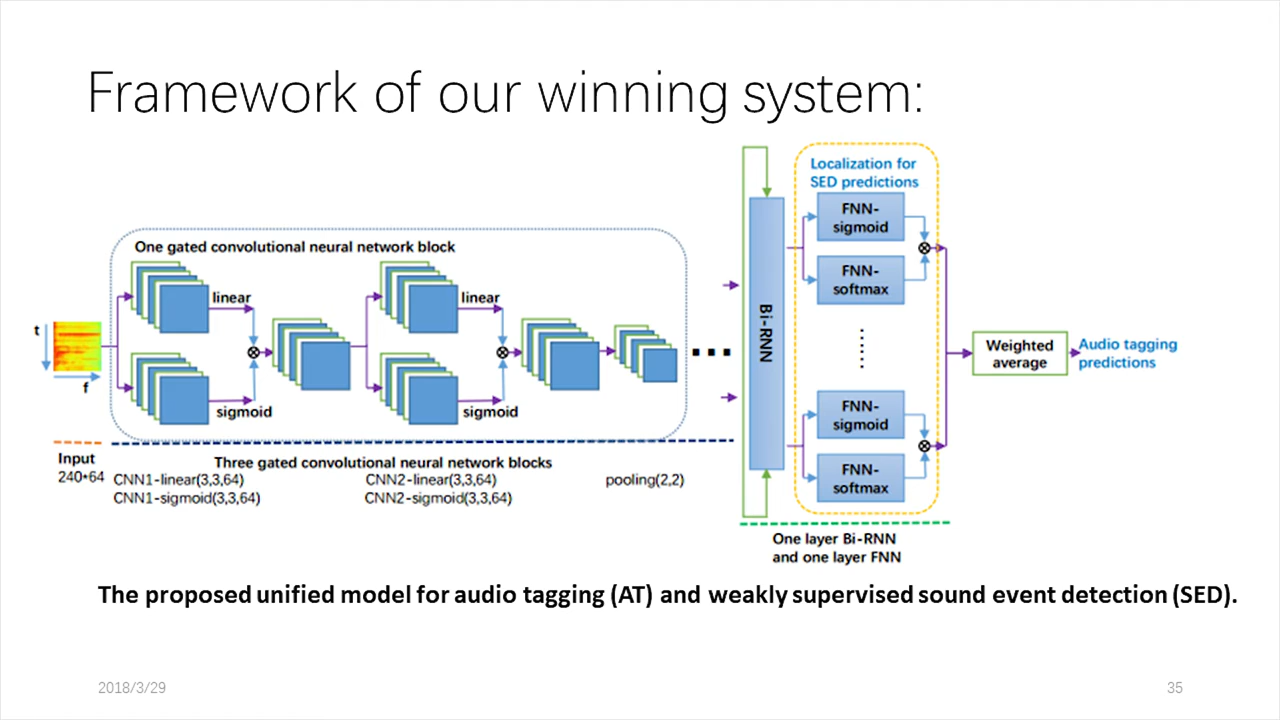 Framework of our winning system:
Localization for
SED predictions
One gated convolutional neural network block
linear
linear
sigmoid
sigmoid
t
f
Bi-RNN
FNN-
sigmoid
FNN-
softmax
FNN-
sigmoid
FNN-
softmax
Weighted
average
Audio tagging
predictions
Input
240*64
Three gated convolutional neural network blocks
CNN1-linear(3,3,64)
CNN1-sigmoid(3,3,64)
CNN2-linear(3,3,64)
CNN2-sigmoid(3,3,64)
pooling(2,2)
One layer Bi-RNN
and one layer FNN
The proposed unified model for audio tagging (AT) and weakly supervised sound event detection (SED).
2018/3/29
35